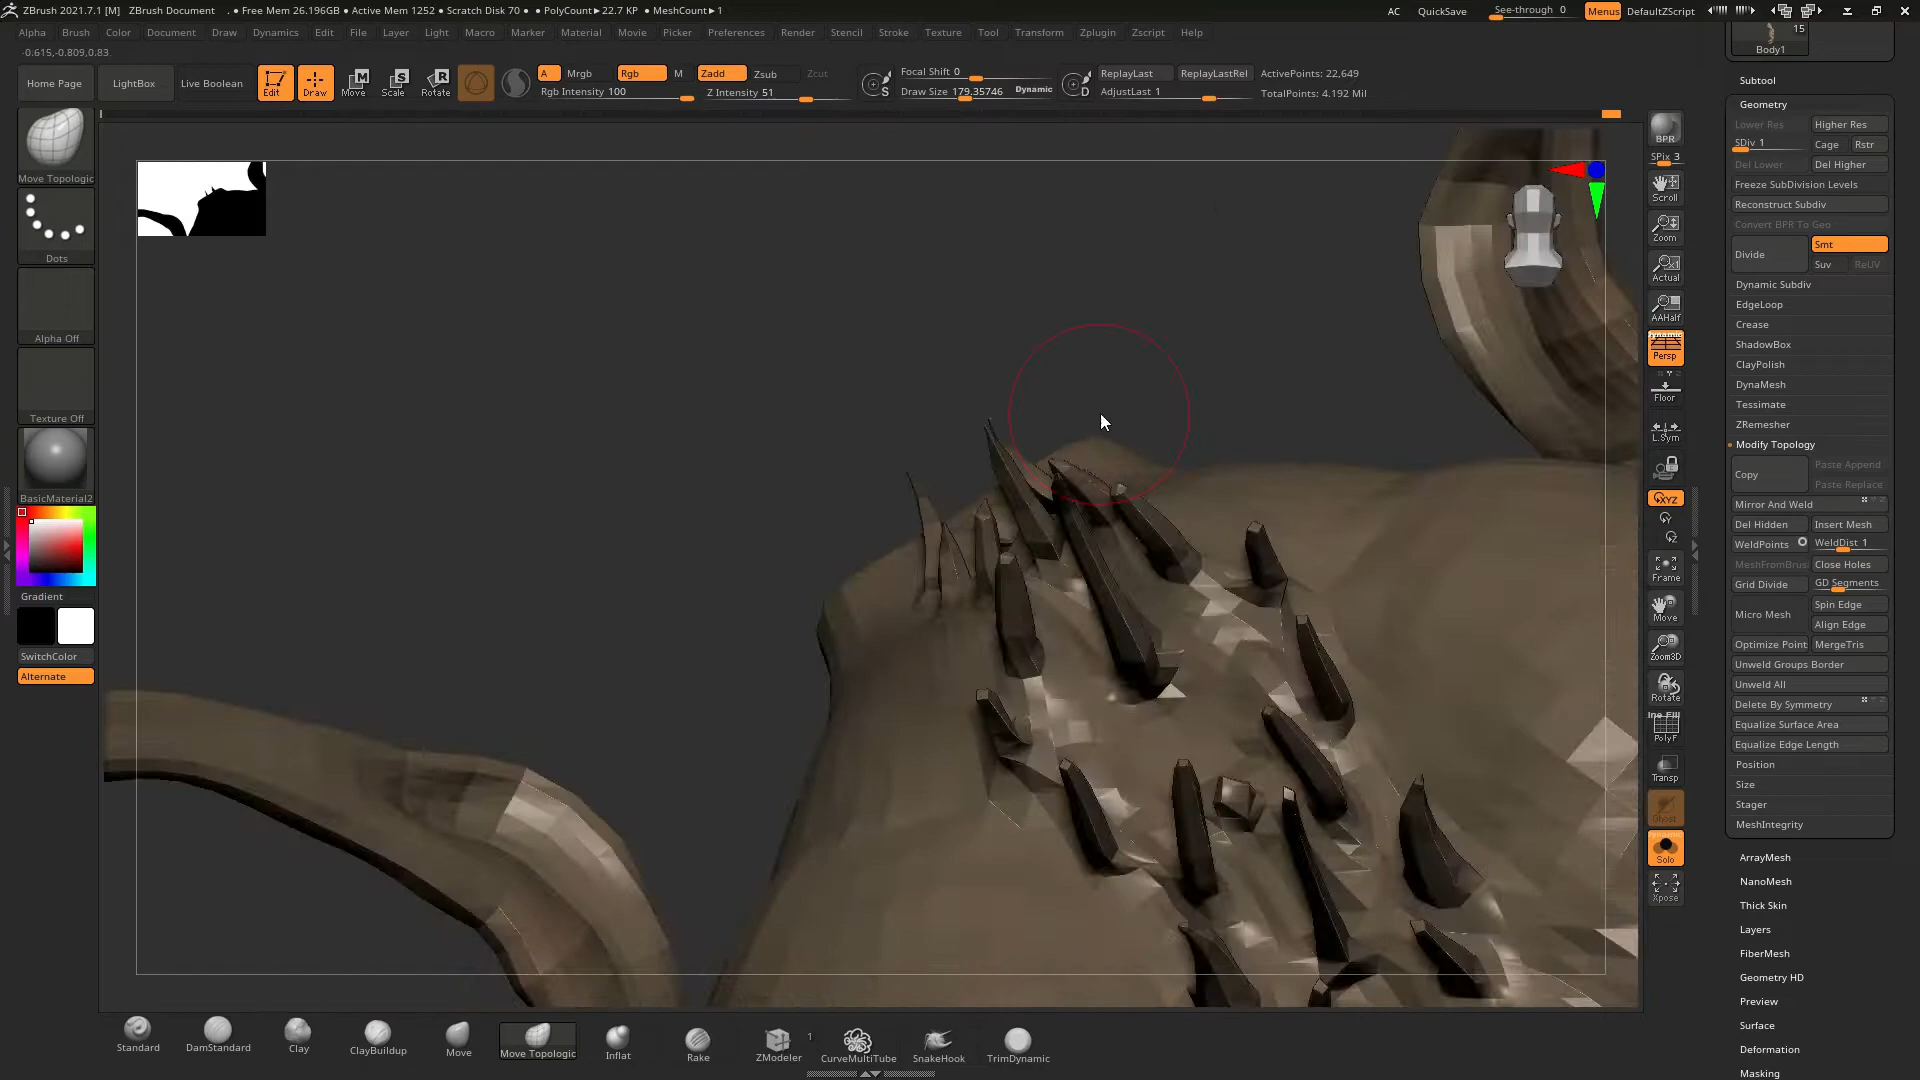 ZBrush 2021.7.1 [M] ZBrush Document . • Free Mem 26.196GB • Active Mem 1252 • Scratch Disk 70 • • PolyCount► 22.7 KP • MeshCount► 1 AC QuickSave See-through 0 Menus DefaultZScript
Alpha Brush Color Document Draw Dynamics Edit File Layer Light Macro Marker Material Movie Picker Preferences Render Stencil Stroke Texture Tool Transform Zplugin Zscript Help
-0.615,-0.809,0.83
Home Page LightBox Live Boolean Edit Draw Move Scale Rotate
A Mrgb Rgb M Zadd Zsub Zcut
Rgb Intensity 100 Z Intensity 51
Focal Shift 0
Draw Size 179.35746 Dynamic
S D
ReplayLast ReplayLastRel ActivePoints: 22,649
AdjustLast 1 TotalPoints: 4.192 Mil
Move Topologic
Dots
Alpha Off
Texture Off
BasicMaterial2
Gradient
SwitchColor
Alternate
BPR
SPix 3
Scroll
Zoom
Actual
AAHalf
Dynamic
Persp
Floor
L.Sym
XYZ
Y
Z
Frame
Move
Zoom3D
Rotate
Line Fill
PolyF
Transp
Ghost
Dynamic
Solo
Xpose
15
Body1
Subtool
Geometry
Lower Res Higher Res
SDiv 1 Cage Rstr
Del Lower Del Higher
Freeze SubDivision Levels
Reconstruct Subdiv
Convert BPR To Geo
Divide Smt
Suv ReUV
Dynamic Subdiv
EdgeLoop
Crease
ShadowBox
ClayPolish
DynaMesh
Tessimate
ZRemesher
Modify Topology
Copy Paste Append
Paste Replace
Mirror And Weld
Del Hidden Insert Mesh
WeldPoints WeldDist 1
MeshFromBrus Close Holes
Grid Divide GD Segments
Micro Mesh Spin Edge
Align Edge
Optimize Point MergeTris
Unweld Groups Border
Unweld All
Delete By Symmetry
Equalize Surface Area
Equalize Edge Length
Position
Size
Stager
MeshIntegrity
ArrayMesh
NanoMesh
Thick Skin
Layers
FiberMesh
Geometry HD
Preview
Surface
Deformation
Masking
Standard DamStandard Clay ClayBuildup Move Move Topologic Inflat Rake ZModeler 1 CurveMultiTube SnakeHook TrimDynamic